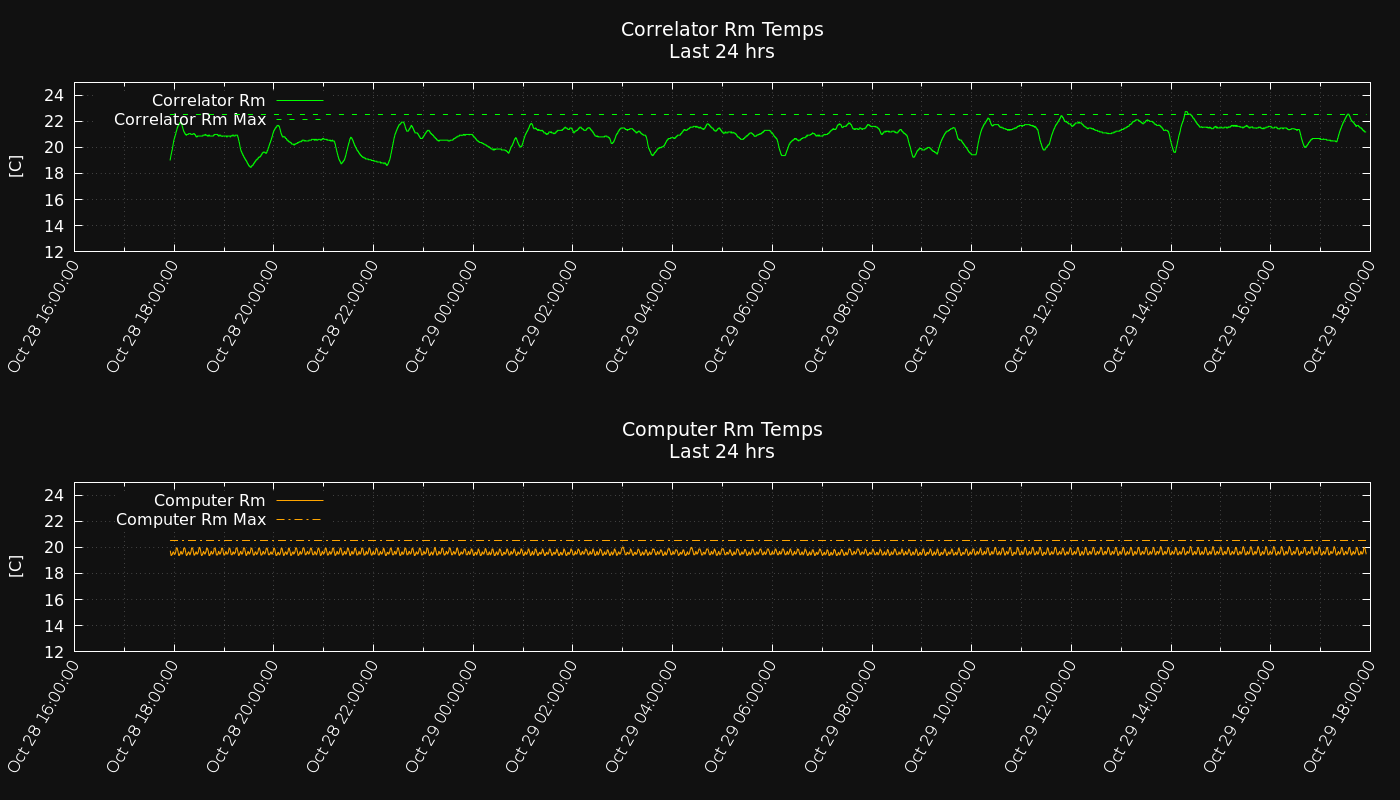 Correlator Rm Temps
Last 24 hrs
Correlator Rm
Correlator Rm Max
[C]
24
22
20
18
16
14
12
Oct 28 16:00:00
Oct 28 18:00:00
Oct 28 20:00:00
Oct 28 22:00:00
Oct 29 00:00:00
Oct 29 02:00:00
Oct 29 04:00:00
Oct 29 06:00:00
Oct 29 08:00:00
Oct 29 10:00:00
Oct 29 12:00:00
Oct 29 14:00:00
Oct 29 16:00:00
Oct 29 18:00:00
Computer Rm Temps
Last 24 hrs
Computer Rm
Computer Rm Max
[C]
24
22
20
18
16
14
12
Oct 28 16:00:00
Oct 28 18:00:00
Oct 28 20:00:00
Oct 28 22:00:00
Oct 29 00:00:00
Oct 29 02:00:00
Oct 29 04:00:00
Oct 29 06:00:00
Oct 29 08:00:00
Oct 29 10:00:00
Oct 29 12:00:00
Oct 29 14:00:00
Oct 29 16:00:00
Oct 29 18:00:00